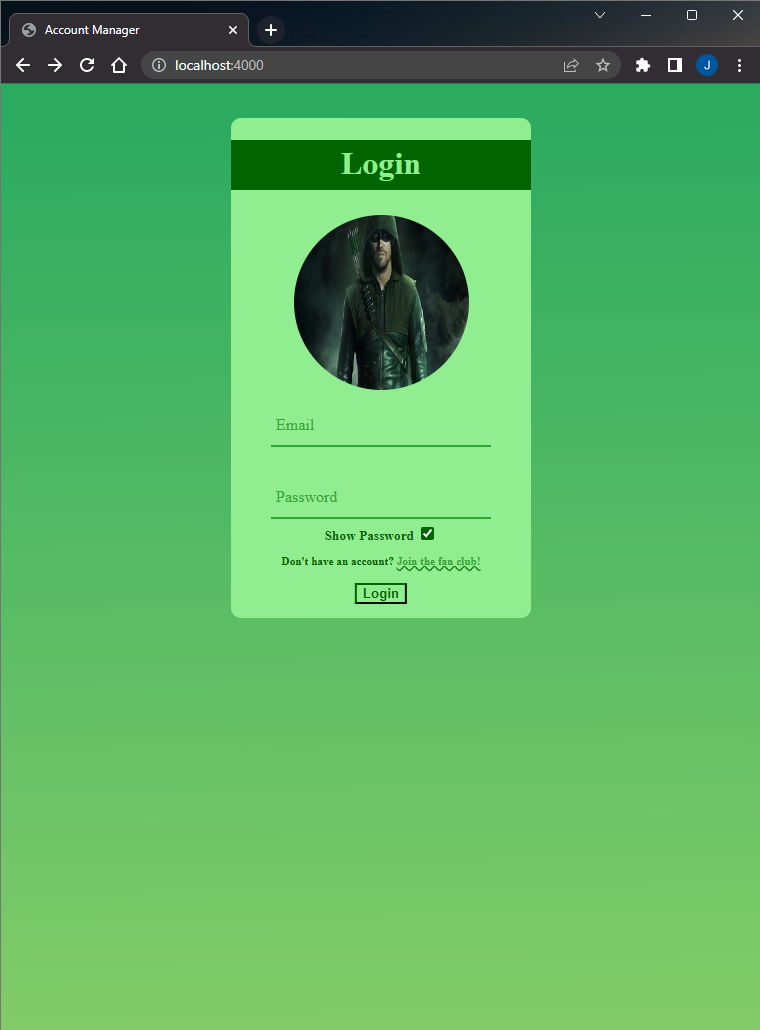 Account Manager
localhost:4000
J
Login
Email
Password
Show Password
Don't have an account? Join the fan club!
Login